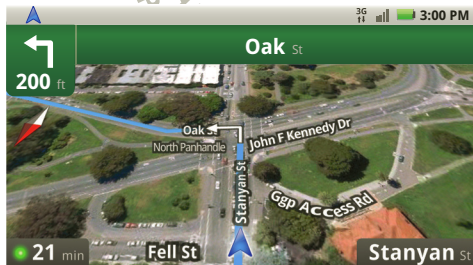 3G
3:00 PM
Oak St
200 ft
Oak
North Panhandle
John F Kennedy Dr
Stanyan St
Ggp Access Rd
21 min
Fell St
Stanyan St